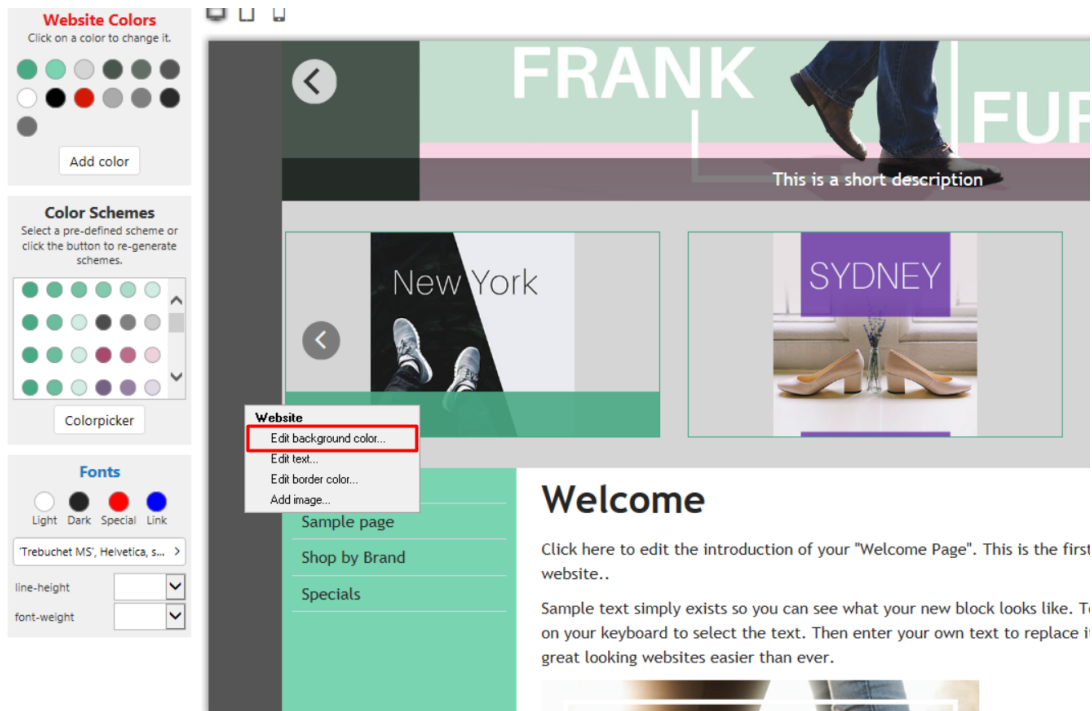 Website Colors
Click on a color to change it.
Add color
Color Schemes
Select a pre-defined scheme or
click the button to re-generate
schemes.
Colorpicker
Fonts
Light Dark Special Link
'Trebuchet MS', Helvetica, s...
line-height
font-weight
FRANK
This is a short description
New York
SYDNEY
Website
Edit background color...
Edit text...
Edit border color...
Add image...
Sample page
Shop by Brand
Specials
Welcome
Click here to edit the introduction of your "Welcome Page". This is the first
website..
Sample text simply exists so you can see what your new block looks like.
on your keyboard to select the text. Then enter your own text to replace
great looking websites easier than ever.